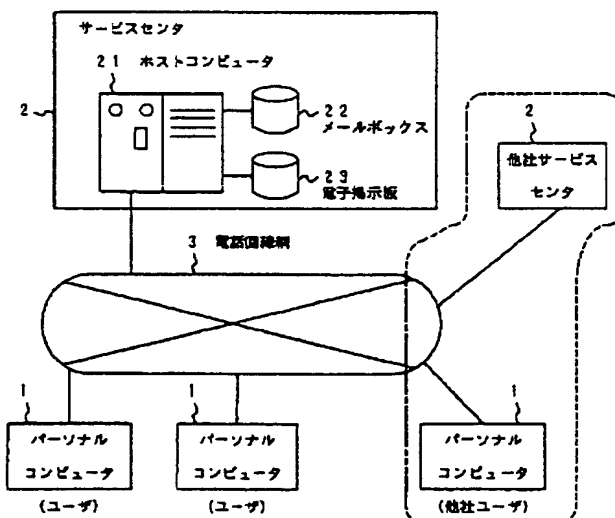 サービスセンタ
21 ホストコンピュータ
2
22
メールボックス
23
電子掲示板
2
他社サービス
センタ
3 電話回線網
1
1
1
パーソナル
コンピュータ
パーソナル
コンピュータ
パーソナル
コンピュータ
(ユーザ)
(ユーザ)
(他社ユーザ)